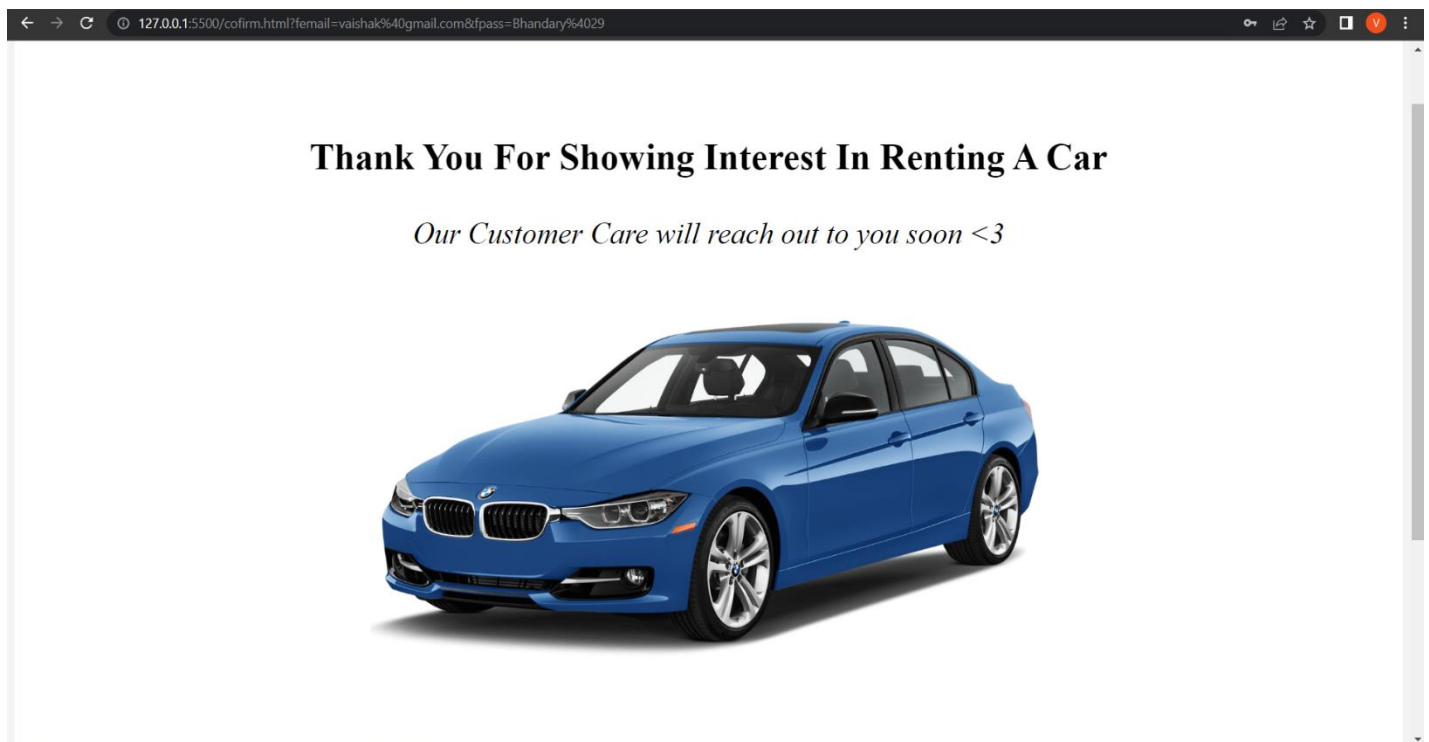 127.0.0.1:5500/cofirm.html?femail=vaishak%40gmail.com&fpass=Bhandary%4029
V
Thank You For Showing Interest In Renting A Car
Our Customer Care will reach out to you soon <3